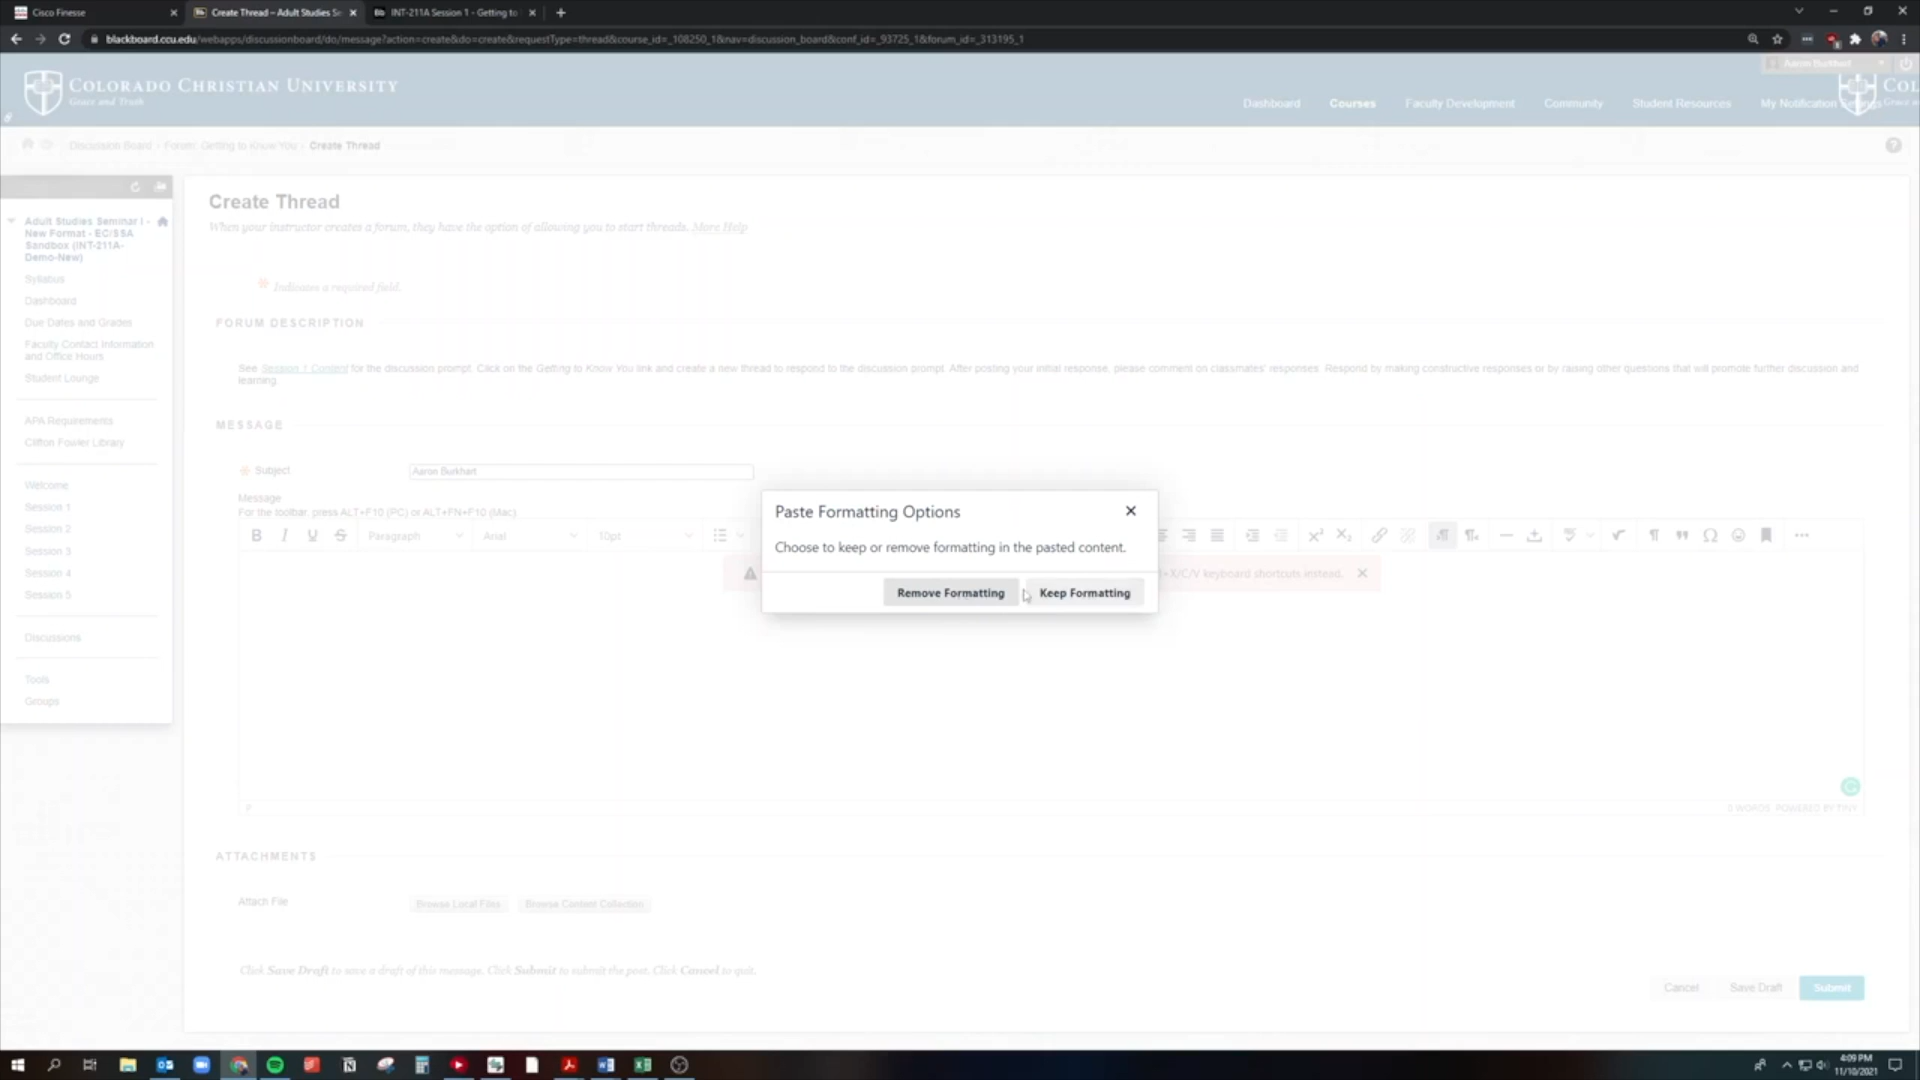 Cisco Finesse
Create Thread – Adult Studies Se
INT-211A Session 1 - Getting to
blackboard.ccu.edu/webapps/discussionboard/do/message?action=create&do=create&requestType=thread&course_id=_108250_1&nav=discussion_board&conf_id=_93725_1&forum_id=_313195_1
Aaron Burkhart
COLORADO CHRISTIAN UNIVERSITY
Grace and Truth
Dashboard
Courses
Faculty Development
Community
Student Resources
My Notification
COL
Discussion Board
Forum: Getting to Know You
Create Thread
Adult Studies Seminar I -
New Format - EC/SSA
Sandbox (INT-211A-
Demo-New)
Syllabus
Dashboard
Due Dates and Grades
Faculty Contact Information
and Office Hours
Student Lounge
APA Requirements
Clifton Fowler Library
Welcome
Session 1
Session 2
Session 3
Session 4
Session 5
Discussions
Tools
Groups
Create Thread
When your instructor creates a forum, they have the option of allowing you to start threads. More Help
Indicates a required field.
FORUM DESCRIPTION
See Session 1 Content for the discussion prompt. Click on the Getting to Know You link and create a new thread to respond to the discussion prompt. After posting your initial response, please comment on classmates' responses. Respond by making constructive responses or by raising other questions that will promote further discussion and
learning.
MESSAGE
Subject
Aaron Burkhart
Message
For the toolbar, press ALT+F10 (PC) or ALT+FN+F10 (Mac)
B I U S Paragraph Arial 10pt
+X/C/V keyboard shortcuts instead.
Paste Formatting Options
Choose to keep or remove formatting in the pasted content.
Remove Formatting
Keep Formatting
P
0 WORDS POWERED BY TINY
ATTACHMENTS
Attach File
Browse Local Files
Browse Content Collection
Click Save Draft to save a draft of this message. Click Submit to submit the post. Click Cancel to quit.
Cancel
Save Draft
Submit
4:09 PM
11/10/2021